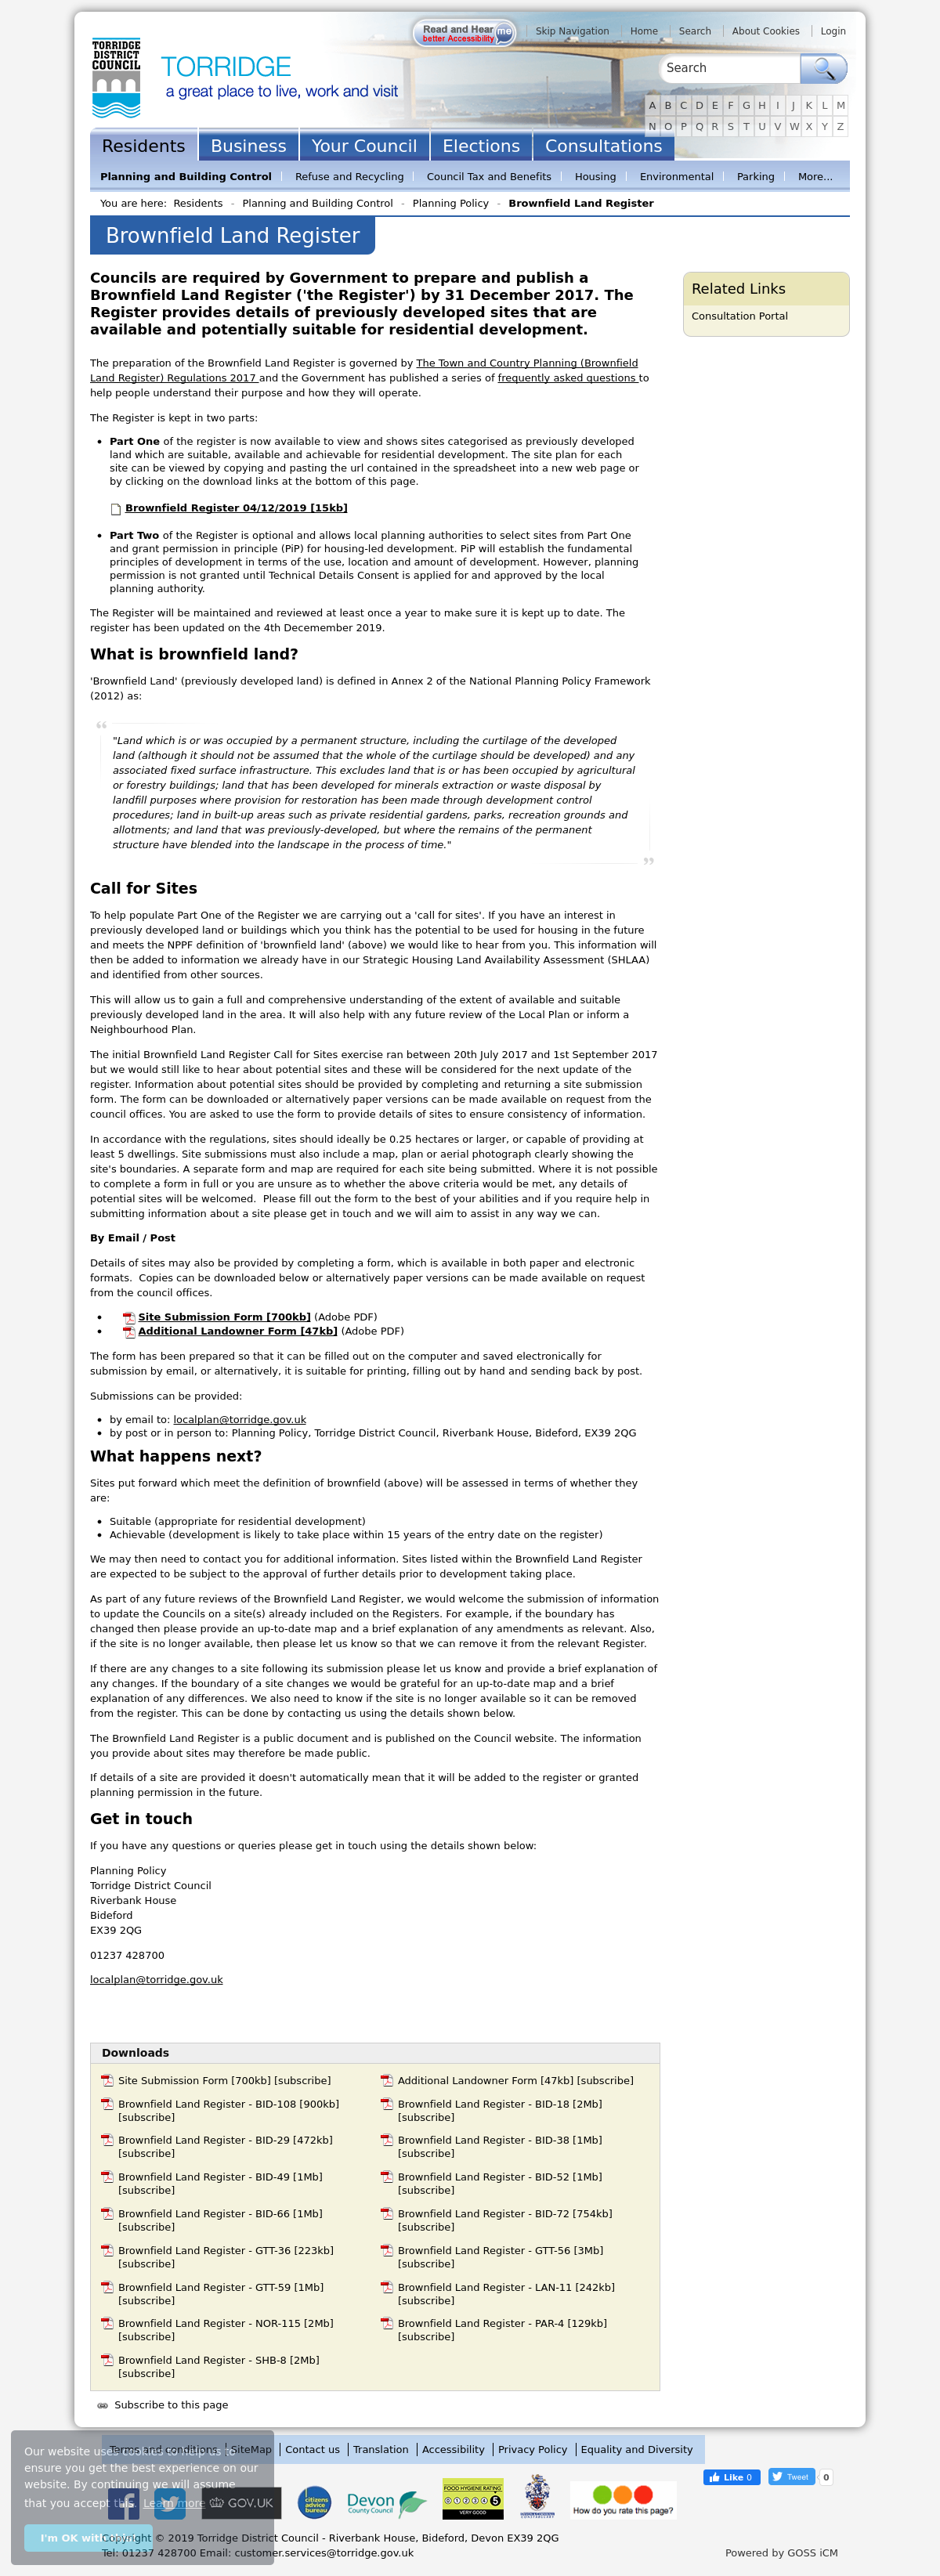 Read and Hear
better Accessibility
me
Skip Navigation
Home
Search
About Cookies
Login
TORRIDGE
DISTRICT
COUNCIL
TORRIDGE
a great place to live, work and visit
Search
A B C D E F G H I J K L M
N O P Q R S T U V W X Y Z
Residents
Business
Your Council
Elections
Consultations
Planning and Building Control
Refuse and Recycling
Council Tax and Benefits
Housing
Environmental
Parking
More...
You are here: Residents - Planning and Building Control - Planning Policy - Brownfield Land Register
Brownfield Land Register
Councils are required by Government to prepare and publish a
Brownfield Land Register ('the Register') by 31 December 2017. The
Register provides details of previously developed sites that are
available and potentially suitable for residential development.
Related Links
Consultation Portal
The preparation of the Brownfield Land Register is governed by The Town and Country Planning (Brownfield
Land Register) Regulations 2017 and the Government has published a series of frequently asked questions to
help people understand their purpose and how they will operate.
The Register is kept in two parts:
• Part One of the register is now available to view and shows sites categorised as previously developed
land which are suitable, available and achievable for residential development. The site plan for each
site can be viewed by copying and pasting the url contained in the spreadsheet into a new web page or
by clicking on the download links at the bottom of this page.
Brownfield Register 04/12/2019 [15kb]
• Part Two of the Register is optional and allows local planning authorities to select sites from Part One
and grant permission in principle (PiP) for housing-led development. PiP will establish the fundamental
principles of development in terms of the use, location and amount of development. However, planning
permission is not granted until Technical Details Consent is applied for and approved by the local
planning authority.
The Register will be maintained and reviewed at least once a year to make sure it is kept up to date. The
register has been updated on the 4th Decemember 2019.
What is brownfield land?
'Brownfield Land' (previously developed land) is defined in Annex 2 of the National Planning Policy Framework
(2012) as:
"Land which is or was occupied by a permanent structure, including the curtilage of the developed
land (although it should not be assumed that the whole of the curtilage should be developed) and any
associated fixed surface infrastructure. This excludes land that is or has been occupied by agricultural
or forestry buildings; land that has been developed for minerals extraction or waste disposal by
landfill purposes where provision for restoration has been made through development control
procedures; land in built-up areas such as private residential gardens, parks, recreation grounds and
allotments; and land that was previously-developed, but where the remains of the permanent
structure have blended into the landscape in the process of time."
Call for Sites
To help populate Part One of the Register we are carrying out a 'call for sites'. If you have an interest in
previously developed land or buildings which you think has the potential to be used for housing in the future
and meets the NPPF definition of 'brownfield land' (above) we would like to hear from you. This information will
then be added to information we already have in our Strategic Housing Land Availability Assessment (SHLAA)
and identified from other sources.
This will allow us to gain a full and comprehensive understanding of the extent of available and suitable
previously developed land in the area. It will also help with any future review of the Local Plan or inform a
Neighbourhood Plan.
The initial Brownfield Land Register Call for Sites exercise ran between 20th July 2017 and 1st September 2017
but we would still like to hear about potential sites and these will be considered for the next update of the
register. Information about potential sites should be provided by completing and returning a site submission
form. The form can be downloaded or alternatively paper versions can be made available on request from the
council offices. You are asked to use the form to provide details of sites to ensure consistency of information.
In accordance with the regulations, sites should ideally be 0.25 hectares or larger, or capable of providing at
least 5 dwellings. Site submissions must also include a map, plan or aerial photograph clearly showing the
site's boundaries. A separate form and map are required for each site being submitted. Where it is not possible
to complete a form in full or you are unsure as to whether the above criteria would be met, any details of
potential sites will be welcomed. Please fill out the form to the best of your abilities and if you require help in
submitting information about a site please get in touch and we will aim to assist in any way we can.
By Email / Post
Details of sites may also be provided by completing a form, which is available in both paper and electronic
formats. Copies can be downloaded below or alternatively paper versions can be made available on request
from the council offices.
• Site Submission Form [700kb] (Adobe PDF)
• Additional Landowner Form [47kb] (Adobe PDF)
The form has been prepared so that it can be filled out on the computer and saved electronically for
submission by email, or alternatively, it is suitable for printing, filling out by hand and sending back by post.
Submissions can be provided:
• by email to: localplan@torridge.gov.uk
• by post or in person to: Planning Policy, Torridge District Council, Riverbank House, Bideford, EX39 2QG
What happens next?
Sites put forward which meet the definition of brownfield (above) will be assessed in terms of whether they
are:
• Suitable (appropriate for residential development)
• Achievable (development is likely to take place within 15 years of the entry date on the register)
We may then need to contact you for additional information. Sites listed within the Brownfield Land Register
are expected to be subject to the approval of further details prior to development taking place.
As part of any future reviews of the Brownfield Land Register, we would welcome the submission of information
to update the Councils on a site(s) already included on the Registers. For example, if the boundary has
changed then please provide an up-to-date map and a brief explanation of any amendments as relevant. Also,
if the site is no longer available, then please let us know so that we can remove it from the relevant Register.
If there are any changes to a site following its submission please let us know and provide a brief explanation of
any changes. If the boundary of a site changes we would be grateful for an up-to-date map and a brief
explanation of any differences. We also need to know if the site is no longer available so it can be removed
from the register. This can be done by contacting us using the details shown below.
The Brownfield Land Register is a public document and is published on the Council website. The information
you provide about sites may therefore be made public.
If details of a site are provided it doesn't automatically mean that it will be added to the register or granted
planning permission in the future.
Get in touch
If you have any questions or queries please get in touch using the details shown below:
Planning Policy
Torridge District Council
Riverbank House
Bideford
EX39 2QG
01237 428700
localplan@torridge.gov.uk
Downloads
Site Submission Form [700kb] [subscribe]
Additional Landowner Form [47kb] [subscribe]
Brownfield Land Register - BID-108 [900kb]
[subscribe]
Brownfield Land Register - BID-18 [2Mb]
[subscribe]
Brownfield Land Register - BID-29 [472kb]
[subscribe]
Brownfield Land Register - BID-38 [1Mb]
[subscribe]
Brownfield Land Register - BID-49 [1Mb]
[subscribe]
Brownfield Land Register - BID-52 [1Mb]
[subscribe]
Brownfield Land Register - BID-66 [1Mb]
[subscribe]
Brownfield Land Register - BID-72 [754kb]
[subscribe]
Brownfield Land Register - GTT-36 [223kb]
[subscribe]
Brownfield Land Register - GTT-56 [3Mb]
[subscribe]
Brownfield Land Register - GTT-59 [1Mb]
[subscribe]
Brownfield Land Register - LAN-11 [242kb]
[subscribe]
Brownfield Land Register - NOR-115 [2Mb]
[subscribe]
Brownfield Land Register - PAR-4 [129kb]
[subscribe]
Brownfield Land Register - SHB-8 [2Mb]
[subscribe]
Subscribe to this page
Terms and conditions
SiteMap
Contact us
Translation
Accessibility
Privacy Policy
Equality and Diversity
Our website uses cookies to help us to
ensure you get the best experience on our
website. By continuing we will assume
that you accept this. Learn more
I'm OK with
Like 0
Tweet
0
GOV.UK
citizens
advice
bureau
Devon
County Council
FOOD HYGIENE RATING
0 1 2 3 4 5
VERY GOOD
How do you rate this page?
Copyright © 2019 Torridge District Council - Riverbank House, Bideford, Devon EX39 2QG
Tel: 01237 428700 Email: customer.services@torridge.gov.uk
Powered by GOSS iCM